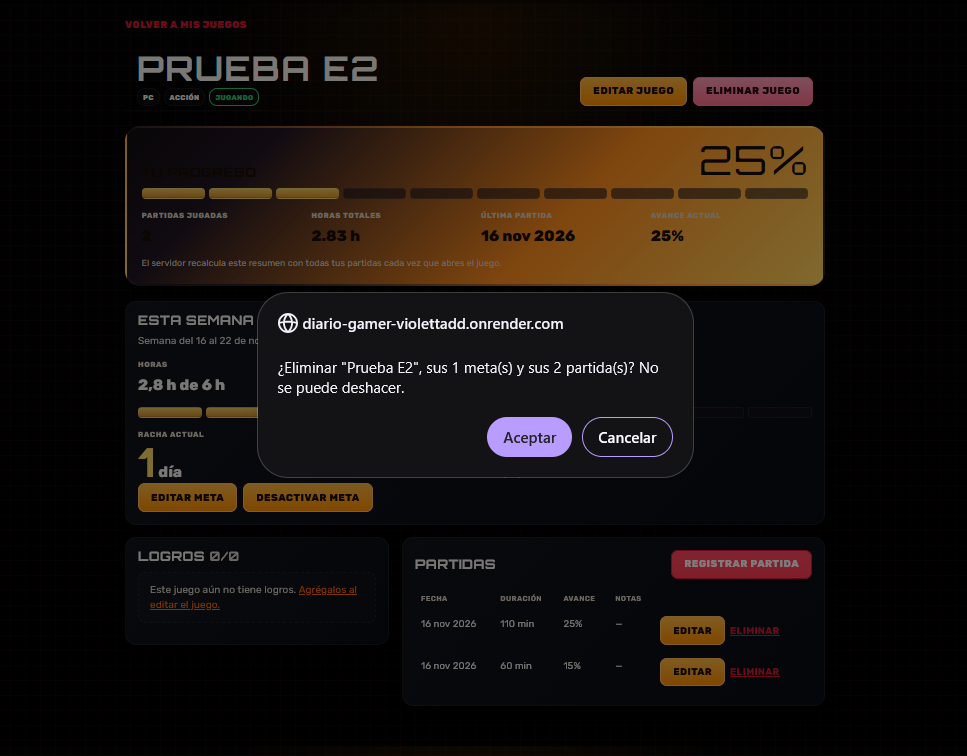 VOLVER A MIS JUEGOS
PRUEBA E2
PC ACCIÓN JUGANDO
EDITAR JUEGO ELIMINAR JUEGO
25%
TU PROGRESO
PARTIDAS JUGADAS HORAS TOTALES ÚLTIMA PARTIDA AVANCE ACTUAL
2 2.83 h 16 nov 2026 25%
El servidor recalcula este resumen con todas tus partidas cada vez que abres el juego.
ESTA SEMANA
Semana del 16 al 22 de
HORAS
2,8 h de 6 h
RACHA ACTUAL
1 día
EDITAR META DESACTIVAR META
diario-gamer-violettadd.onrender.com
¿Eliminar "Prueba E2", sus 1 meta(s) y sus 2 partida(s)? No
se puede deshacer.
Aceptar Cancelar
LOGROS 0/0
Este juego aún no tiene logros. Agrégalos al
editar el juego.
PARTIDAS
REGISTRAR PARTIDA
FECHA DURACIÓN AVANCE NOTAS
16 nov 2026 110 min 25% — EDITAR ELIMINAR
16 nov 2026 60 min 15% — EDITAR ELIMINAR